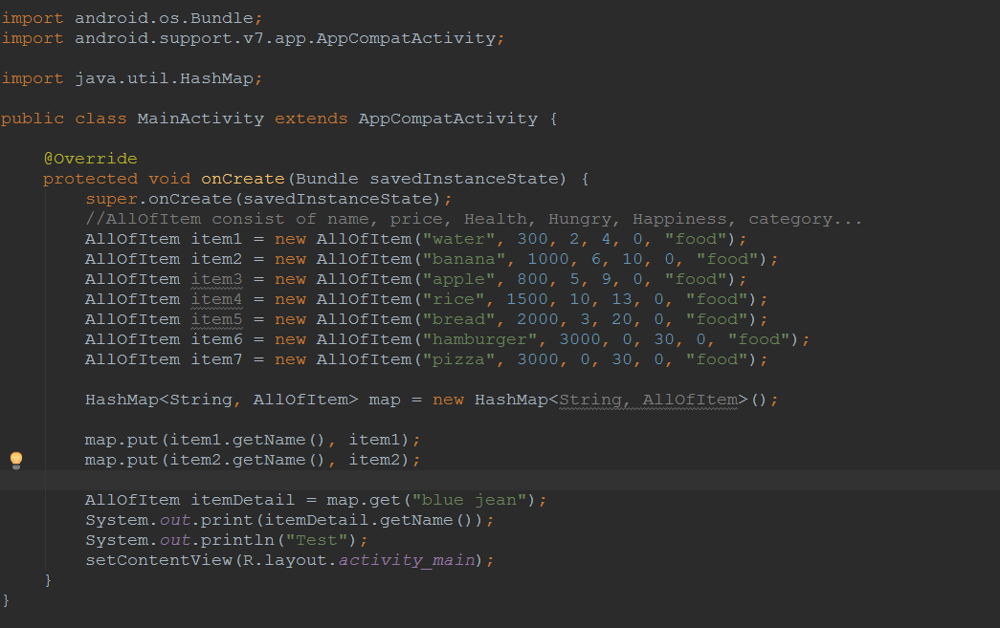 import android.os.Bundle;
import android.support.v7.app.AppCompatActivity;
import java.util.HashMap;
public class MainActivity extends AppCompatActivity {
@Override
protected void onCreate(Bundle savedInstanceState) {
super.onCreate(savedInstanceState);
//AllOfItem consist of name, price, Health, Hungry, Happiness, category...
AllOfItem item1 = new AllOfItem("water", 300, 2, 4, 0, "food");
AllOfItem item2 = new AllOfItem("banana", 1000, 6, 10, 0, "food");
AllOfItem item3 = new AllOfItem("apple", 800, 5, 9, 0, "food");
AllOfItem item4 = new AllOfItem("rice", 1500, 10, 13, 0, "food");
AllOfItem item5 = new AllOfItem("bread", 2000, 3, 20, 0, "food");
AllOfItem item6 = new AllOfItem("hamburger", 3000, 0, 30, 0, "food");
AllOfItem item7 = new AllOfItem("pizza", 3000, 0, 30, 0, "food");
HashMap<String, AllOfItem> map = new HashMap<String, AllOfItem>();
map.put(item1.getName(), item1);
map.put(item2.getName(), item2);
AllOfItem itemDetail = map.get("blue jean");
System.out.print(itemDetail.getName());
System.out.println("Test");
setContentView(R.layout.activity_main);
}
}